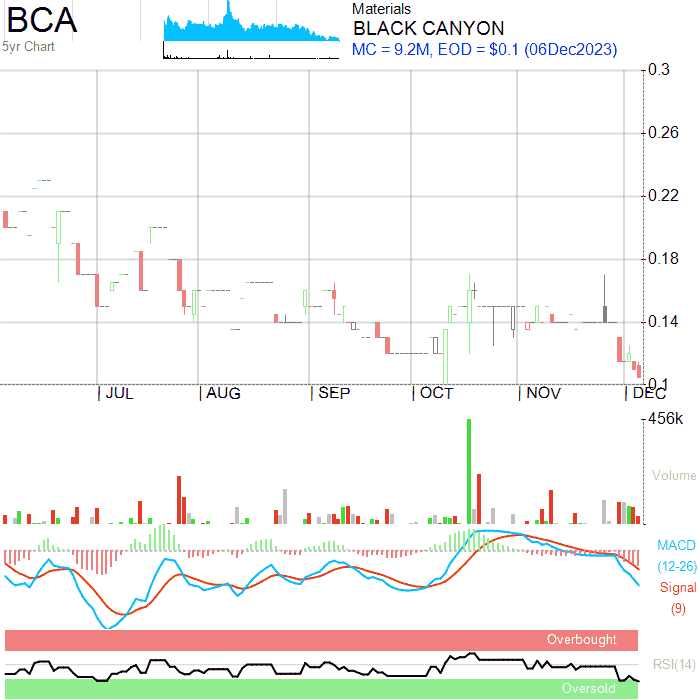 BCA
5yr Chart
Materials
BLACK CANYON
MC = 9.2M, EOD = $0.1 (06Dec2023)
0.3
0.26
0.22
0.18
0.14
0.1
JUL AUG SEP OCT NOV DEC
456k
Volume
MACD
(12-26)
Signal
(9)
Overbought
RSI(14)
Oversold